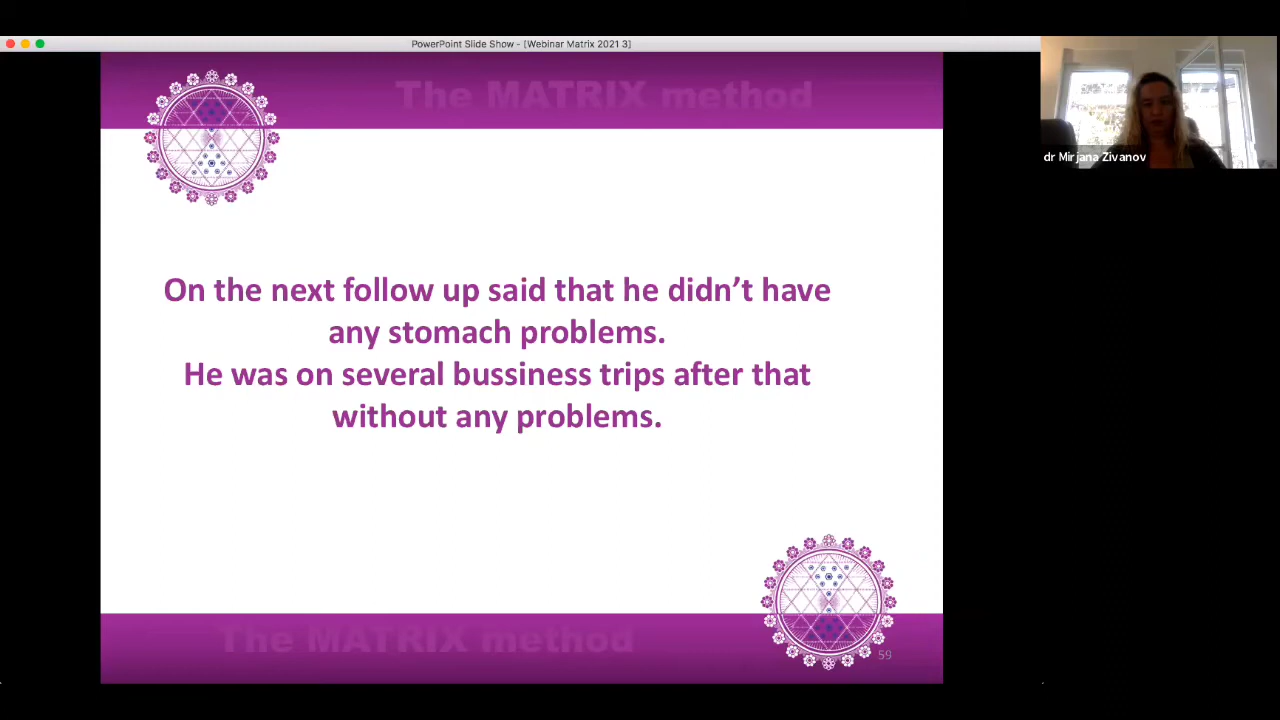 PowerPoint Slide Show - [Webinar Matrix 2021 3]
The MATRIX method
dr Mirjana Zivanov
On the next follow up said that he didn’t have
any stomach problems.
He was on several bussiness trips after that
without any problems.
The MATRIX method
59